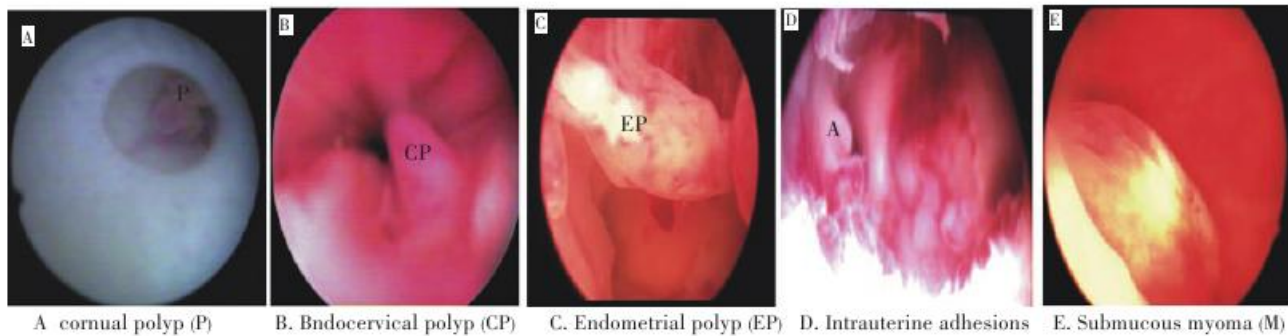 A
P
B
CP
C
EP
D
A
E
A cornual polyp (P)
B. Bndocervical polyp (CP)
C. Endometrial polyp (EP)
D. Intrauterine adhesions
E. Submucous myoma (M)